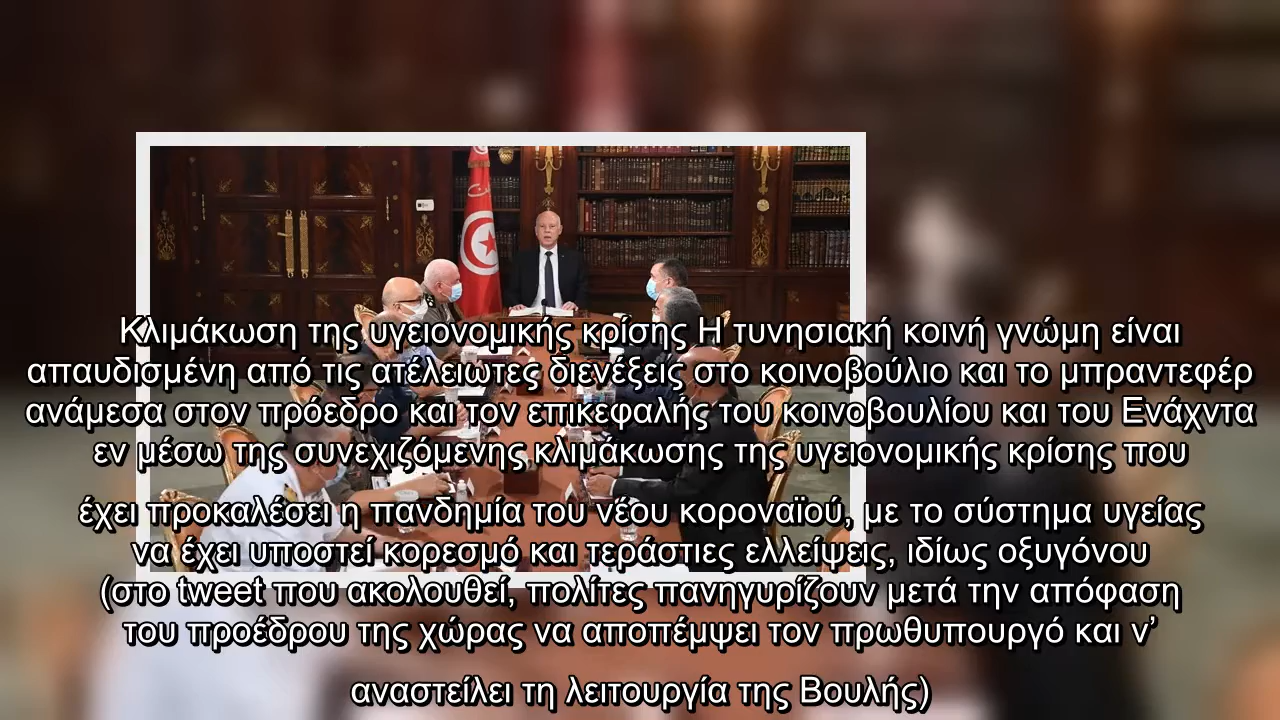 Κλιμάκωση της υγειονομικής κρίσης Η τυνησιακή κοινή γνώμη είναι
απαυδισμένη από τις ατέλειωτες διενέξεις στο κοινοβούλιο και το μπραντεφέρ
ανάμεσα στον πρόεδρο και τον επικεφαλής του κοινοβουλίου και του Ενάχντα
εν μέσω της συνεχιζόμενης κλιμάκωσης της υγειονομικής κρίσης που
έχει προκαλέσει η πανδημία του νέου κοροναϊού, με το σύστημα υγείας
να έχει υποστεί κορεσμό και τεράστιες ελλείψεις, ιδίως οξυγόνου
(στο tweet που ακολουθεί, πολίτες πανηγυρίζουν μετά την απόφαση
του προέδρου της χώρας να αποπέμψει τον πρωθυπουργό και ν’
αναστείλει τη λειτουργία της Βουλής)